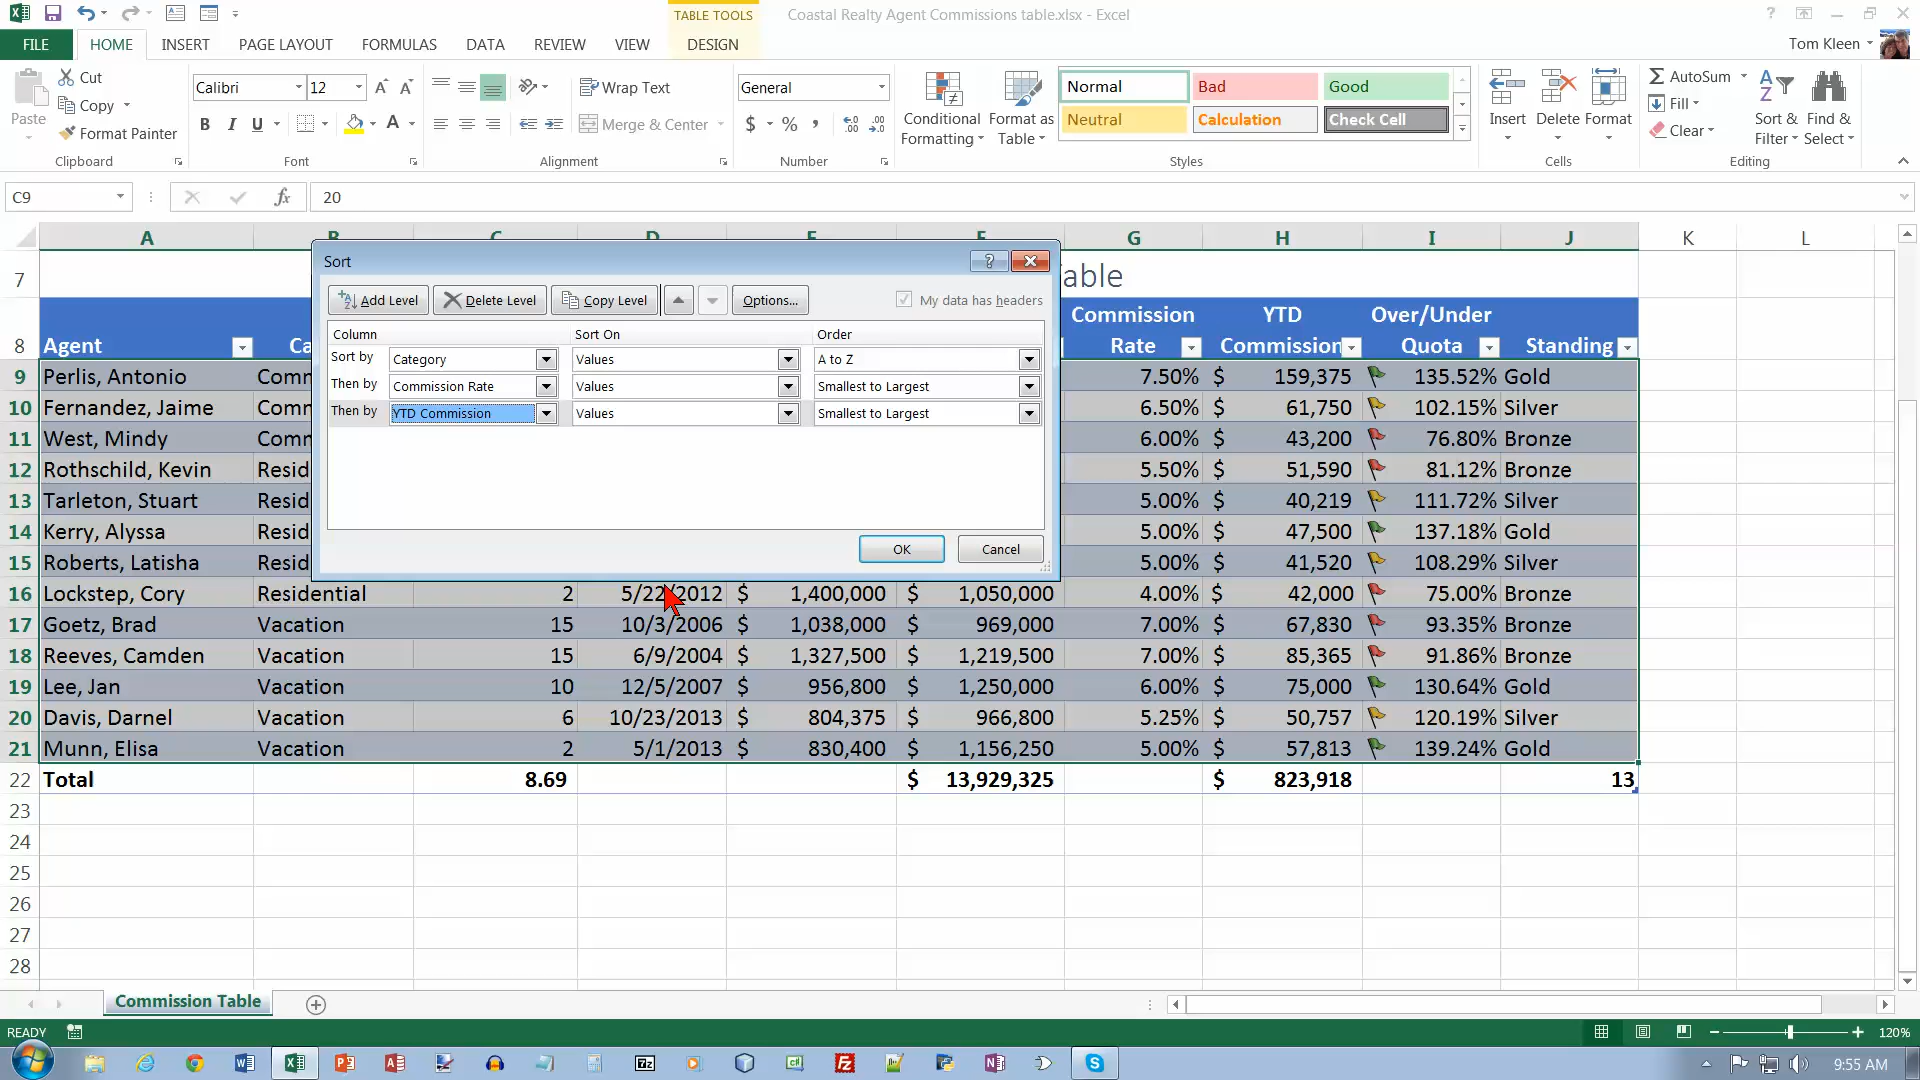 Coastal Realty Agent Commissions table.xlsx - Excel
TABLE TOOLS
FILE HOME INSERT PAGE LAYOUT FORMULAS DATA REVIEW VIEW DESIGN
Tom Kleen
Paste
Cut
Copy
Format Painter
Clipboard
Calibri 12
B I U A
Font
Wrap Text
Merge & Center
Alignment
General
$ % ,
Number
Conditional Formatting
Format as Table
Normal Bad Good
Neutral Calculation Check Cell
Styles
Insert Delete Format
Cells
AutoSum
Fill
Clear
Sort & Filter
Find & Select
Editing
C9 fx 20
A G H I J K L
7 able
8 Agent Ca Commission Rate YTD Commission Over/Under Quota Standing
Sort
Add Level Delete Level Copy Level Options... My data has headers
Column Sort On Order
Sort by Category Values A to Z
Then by Commission Rate Values Smallest to Largest
Then by YTD Commission Values Smallest to Largest
OK Cancel
9 Perlis, Antonio Comm 7.50% $ 159,375 135.52% Gold
10 Fernandez, Jaime Comm 6.50% $ 61,750 102.15% Silver
11 West, Mindy Comm 6.00% $ 43,200 76.80% Bronze
12 Rothschild, Kevin Resid 5.50% $ 51,590 81.12% Bronze
13 Tarleton, Stuart Resid 5.00% $ 40,219 111.72% Silver
14 Kerry, Alyssa Resid 5.00% $ 47,500 137.18% Gold
15 Roberts, Latisha Resid 5.00% $ 41,520 108.29% Silver
16 Lockstep, Cory Residential 2 5/22/2012 $ 1,400,000 $ 1,050,000 4.00% $ 42,000 75.00% Bronze
17 Goetz, Brad Vacation 15 10/3/2006 $ 1,038,000 $ 969,000 7.00% $ 67,830 93.35% Bronze
18 Reeves, Camden Vacation 15 6/9/2004 $ 1,327,500 $ 1,219,500 7.00% $ 85,365 91.86% Bronze
19 Lee, Jan Vacation 10 12/5/2007 $ 956,800 $ 1,250,000 6.00% $ 75,000 130.64% Gold
20 Davis, Darnel Vacation 6 10/23/2013 $ 804,375 $ 966,800 5.25% $ 50,757 120.19% Silver
21 Munn, Elisa Vacation 2 5/1/2013 $ 830,400 $ 1,156,250 5.00% $ 57,813 139.24% Gold
22 Total 8.69 $ 13,929,325 $ 823,918 13
23
24
25
26
27
28
Commission Table
READY 120%
9:55 AM